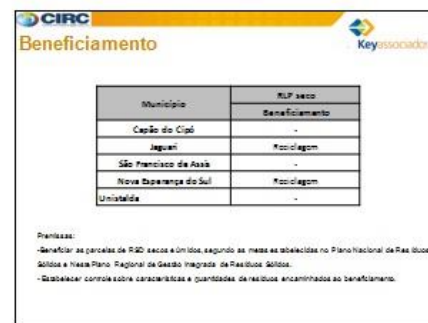 CIRC
Beneficiamento
Keyassociados
Município
RLP seco
Beneficiamento
Capão do Cipó
-
Jaguari
Reciclagem
São Francisco de Assis
-
Nova Esperança do Sul
Reciclagem
Unistalda
-
Premissas:
-Beneficiar as parcelas de RSD secos e úmidos, segundo as metas estabelecidas no Plano Nacional de Resíduos
Sólidos e Neste Plano Regional de Gestão Integrada de Resíduos Sólidos.
- Estabelecer controle sobre características e quantidades de resíduos encaminhados ao beneficiamento.